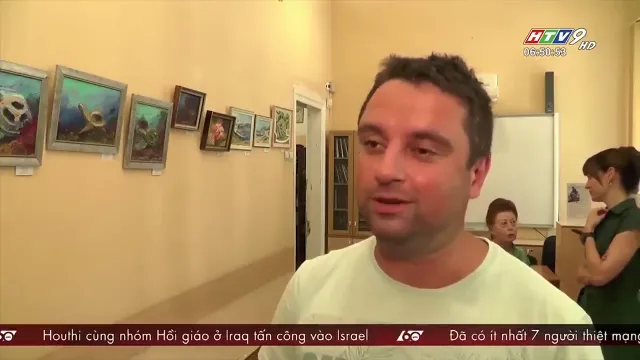 HTV9 HD
06:50:53
Houthi cùng nhóm Hồi giáo ở Iraq tấn công vào Israel
60 Đã có ít nhất 7 người thiệt mạng